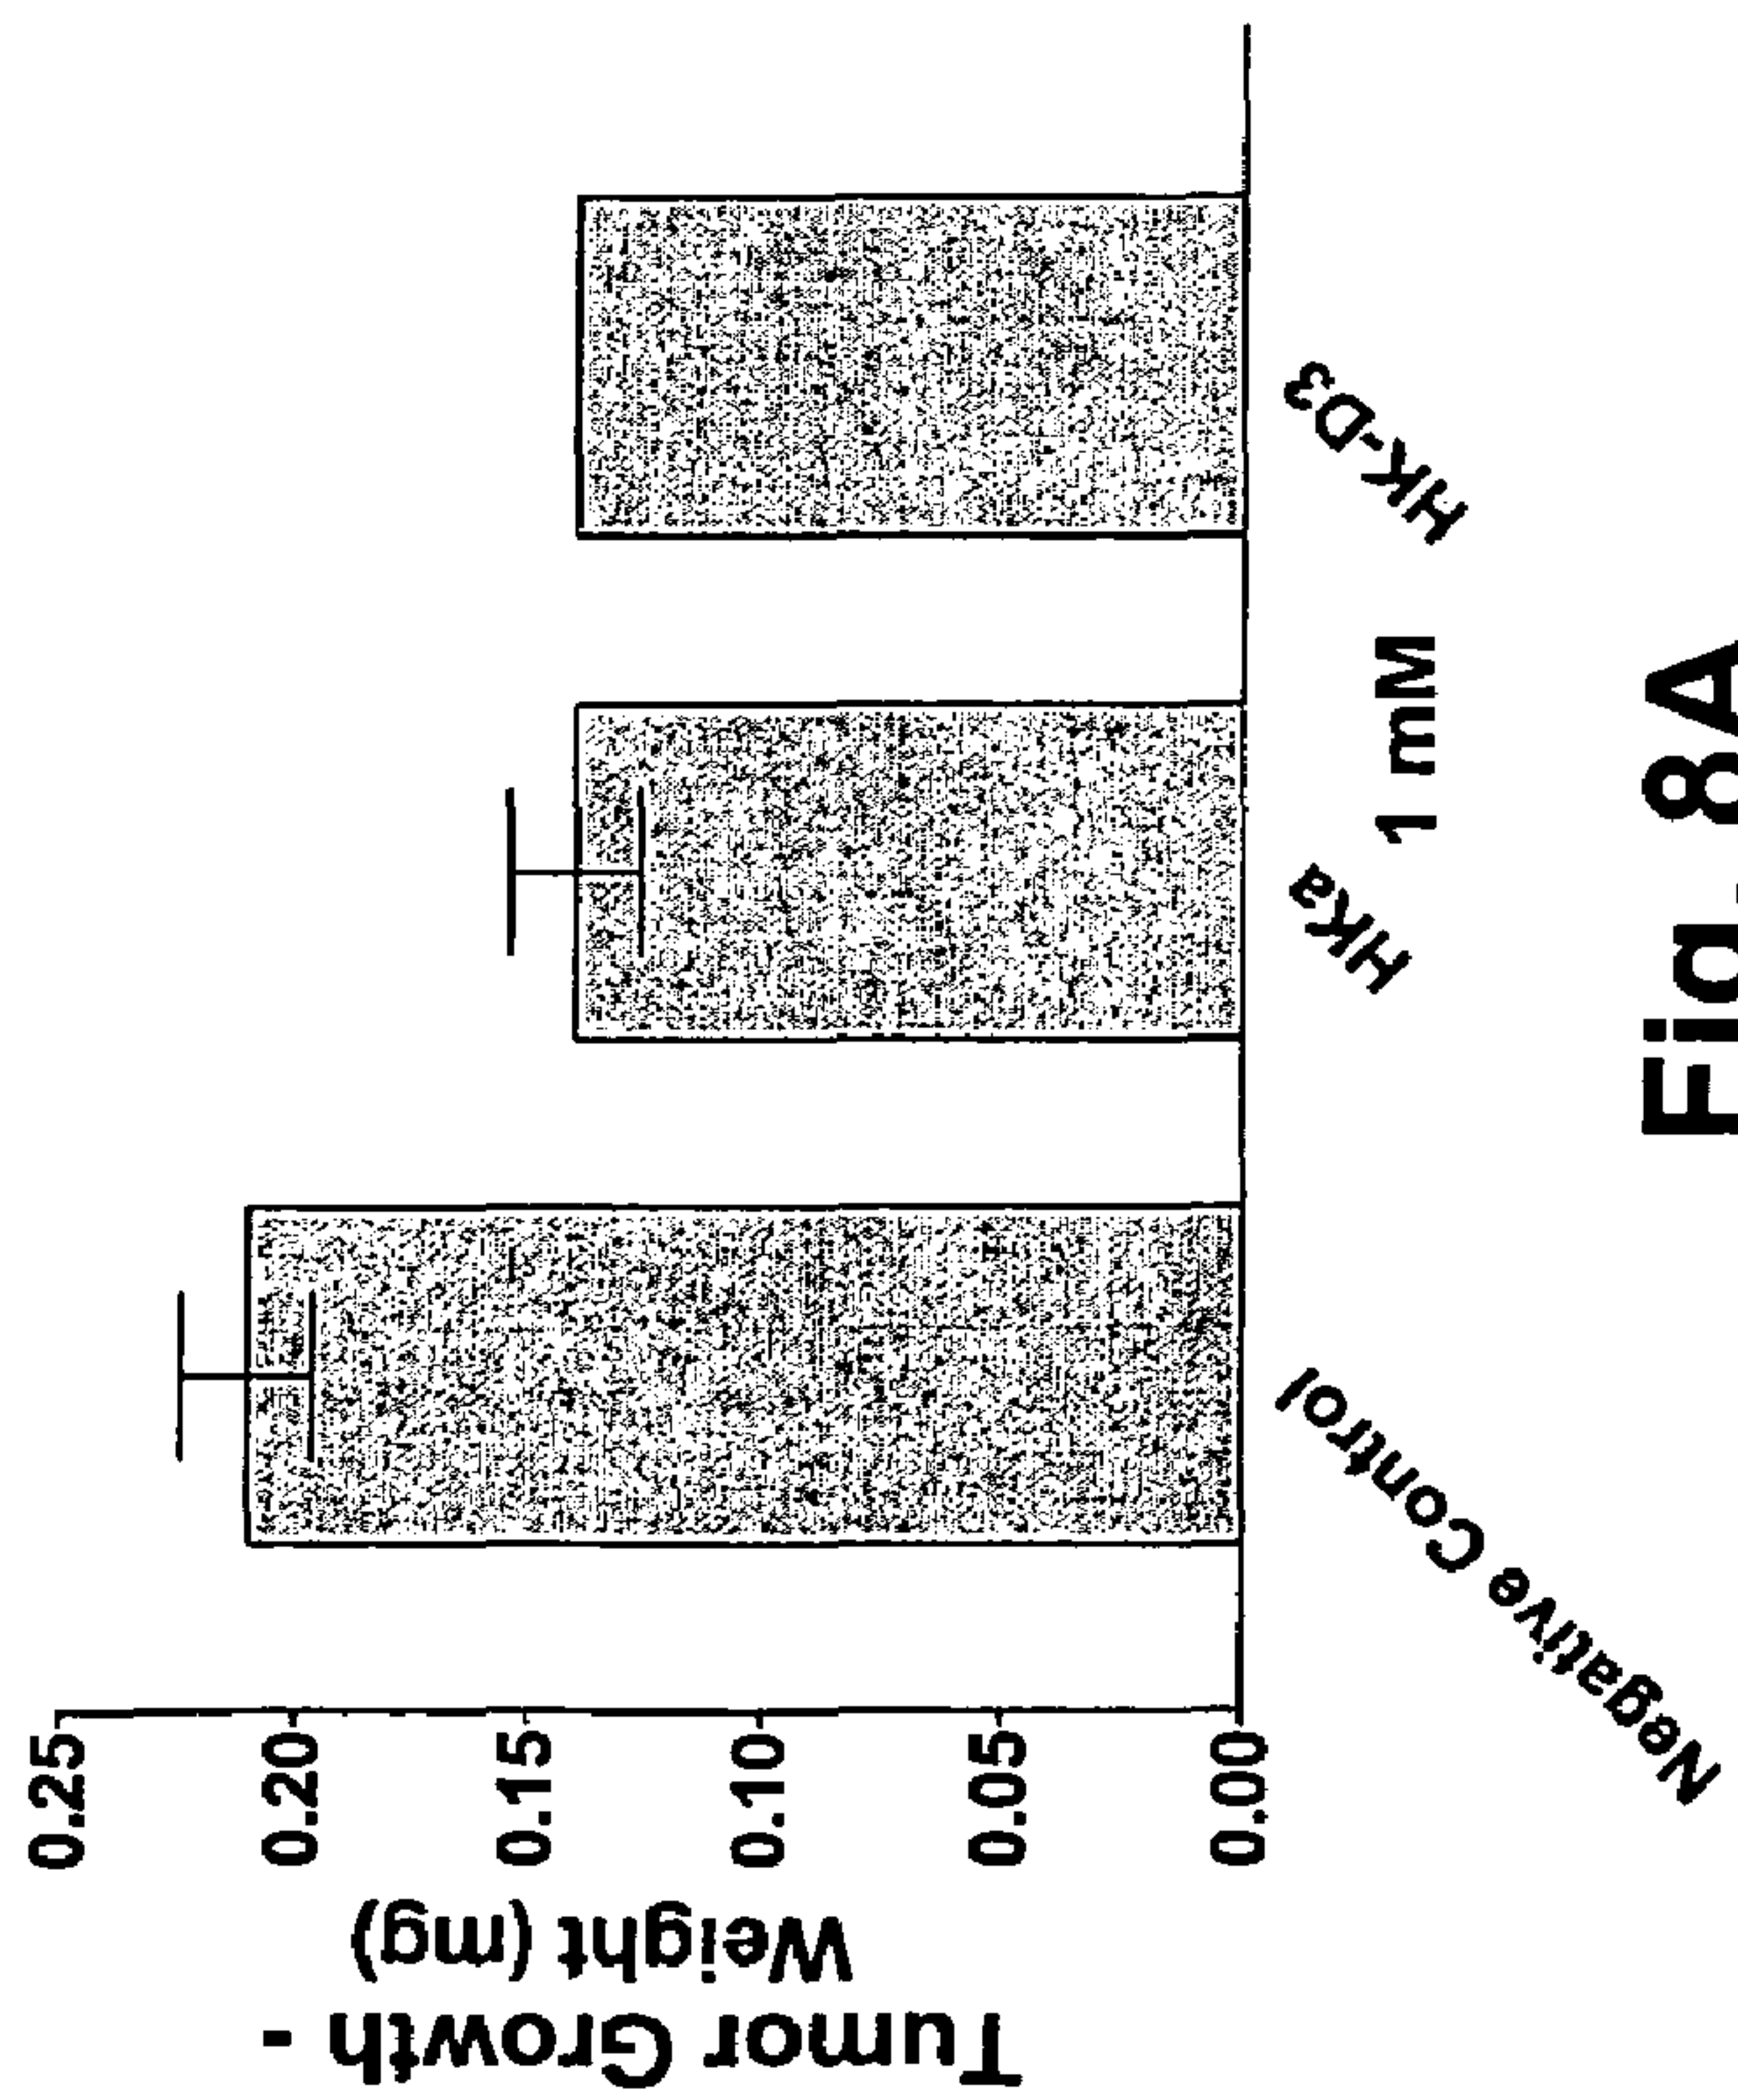 Tumor Growth -
Weight (mg)
0.25
0.20
0.15
0.10
0.05
0.00
Negative Control
HKa
HK-D3
1 mM
Fig. 8A